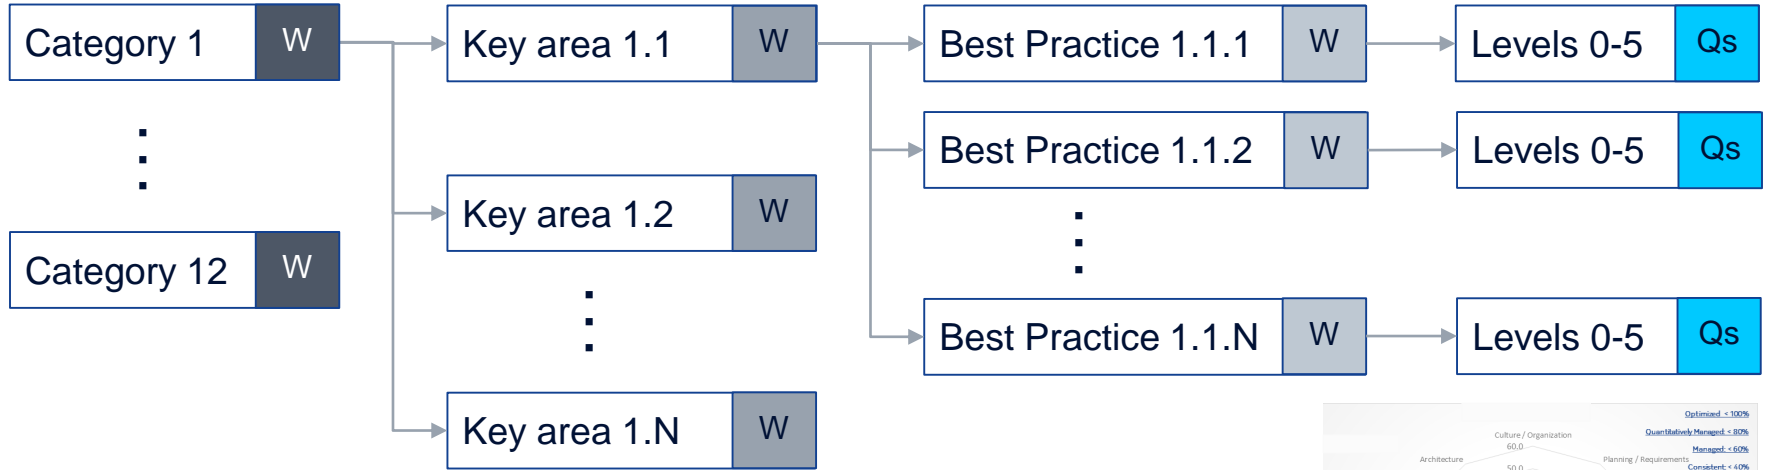 Category 1 W
Key area 1.1 W
Best Practice 1.1.1 W
Levels 0-5 Qs
Best Practice 1.1.2 W
Levels 0-5 Qs
Key area 1.2 W
Category 12 W
Best Practice 1.1.N W
Levels 0-5 Qs
Key area 1.N W
Optimized < 100%
Quantitatively Managed: < 80%
Culture / Organization
60,0
Managed: < 60%
Architecture
Planning / Requirements
Consistent: < 40%
50,0